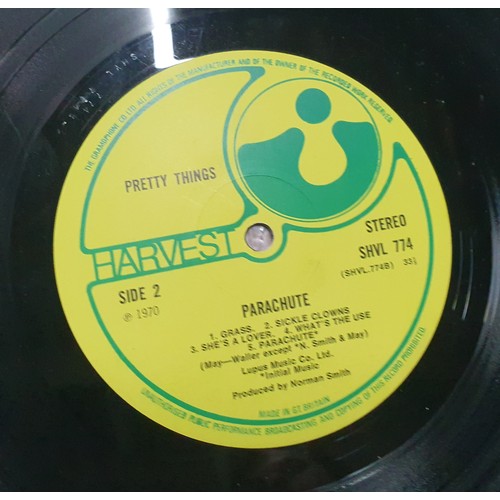 THE GRAMOPHONE CO. LTD. ALL RIGHTS OF THE MANUFACTURER AND OF THE OWNER OF THE RECORDED WORK RESERVED.
PRETTY THINGS
HARVEST
STEREO
SHVL 774
(SHVL.774B) 33⅓
SIDE 2
℗ 1970
PARACHUTE
1. GRASS. 2. SICKLE CLOWNS
3. SHE'S A LOVER. 4. WHAT'S THE USE
5. PARACHUTE*
(May—Waller except *N. Smith & May)
Lupus Music Co. Ltd.
*Initial Music
Produced by Norman Smith
MADE IN GT. BRITAIN
UNAUTHORISED PUBLIC PERFORMANCE BROADCASTING AND COPYING OF THIS RECORD PROHIBITED